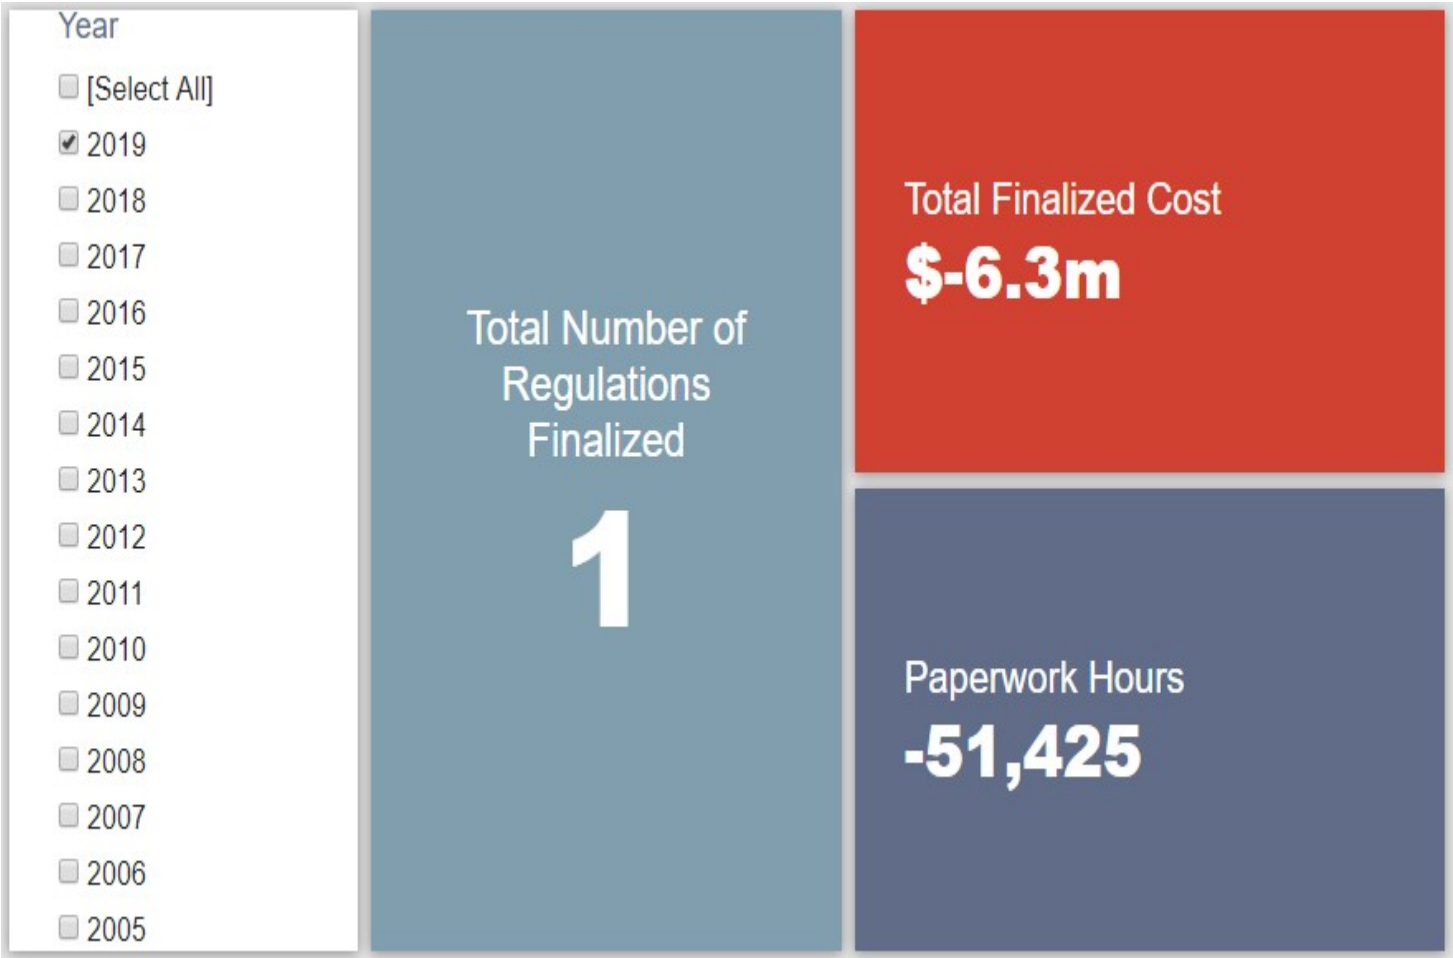 Year
[Select All]
2019
2018
2017
2016
2015
2014
2013
2012
2011
2010
2009
2008
2007
2006
2005
Total Number of
Regulations
Finalized
1
Total Finalized Cost
$-6.3m
Paperwork Hours
-51,425